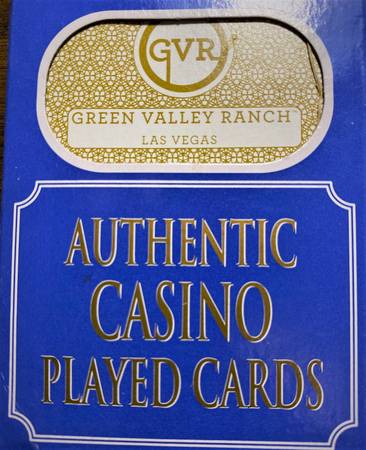 GVR
GREEN VALLEY RANCH
LAS VEGAS
AUTHENTIC
CASINO
PLAYED CARDS